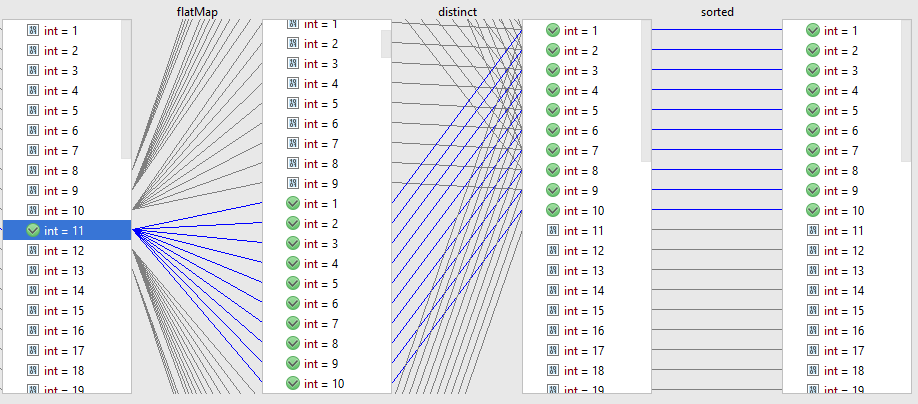 flatMap
distinct
sorted
int = 1
int = 2
int = 3
int = 4
int = 5
int = 6
int = 7
int = 8
int = 9
int = 10
int = 11
int = 12
int = 13
int = 14
int = 15
int = 16
int = 17
int = 18
int = 19
int = 1
int = 2
int = 3
int = 4
int = 5
int = 6
int = 7
int = 8
int = 9
int = 1
int = 2
int = 3
int = 4
int = 5
int = 6
int = 7
int = 8
int = 9
int = 10
int = 1
int = 2
int = 3
int = 4
int = 5
int = 6
int = 7
int = 8
int = 9
int = 10
int = 11
int = 12
int = 13
int = 14
int = 15
int = 16
int = 17
int = 18
int = 19
int = 1
int = 2
int = 3
int = 4
int = 5
int = 6
int = 7
int = 8
int = 9
int = 10
int = 11
int = 12
int = 13
int = 14
int = 15
int = 16
int = 17
int = 18
int = 19